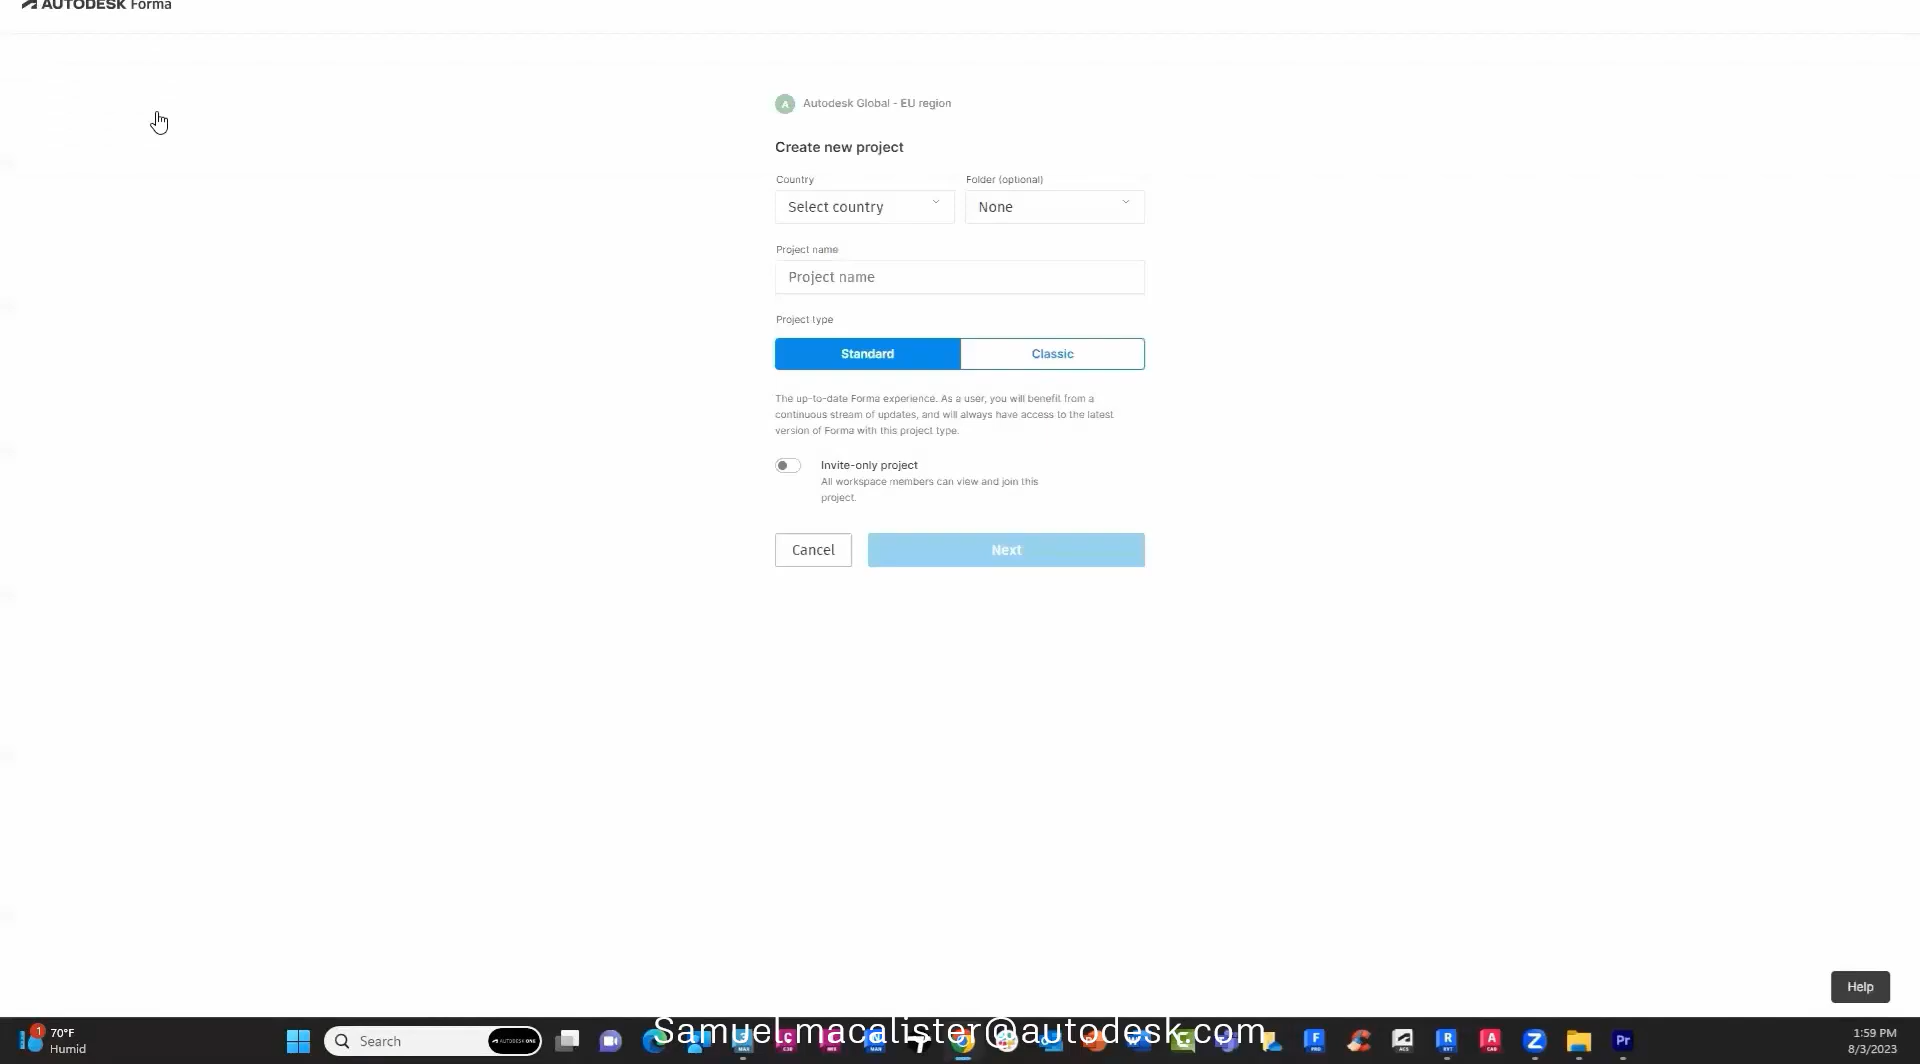 AUTODESK Forma
A Autodesk Global - EU region
Create new project
Country Folder (optional)
Select country None
Project name
Project name
Project type
Standard Classic
The up-to-date Forma experience. As a user, you will benefit from a
continuous stream of updates, and will always have access to the latest
version of Forma with this project type.
Invite-only project
All workspace members can view and join this
project.
Cancel Next
Help
1 70°F
Humid
Search
AUTODESK ONE
Samuel.macalister@autodesk.com
Pr
1:59 PM
8/3/2023